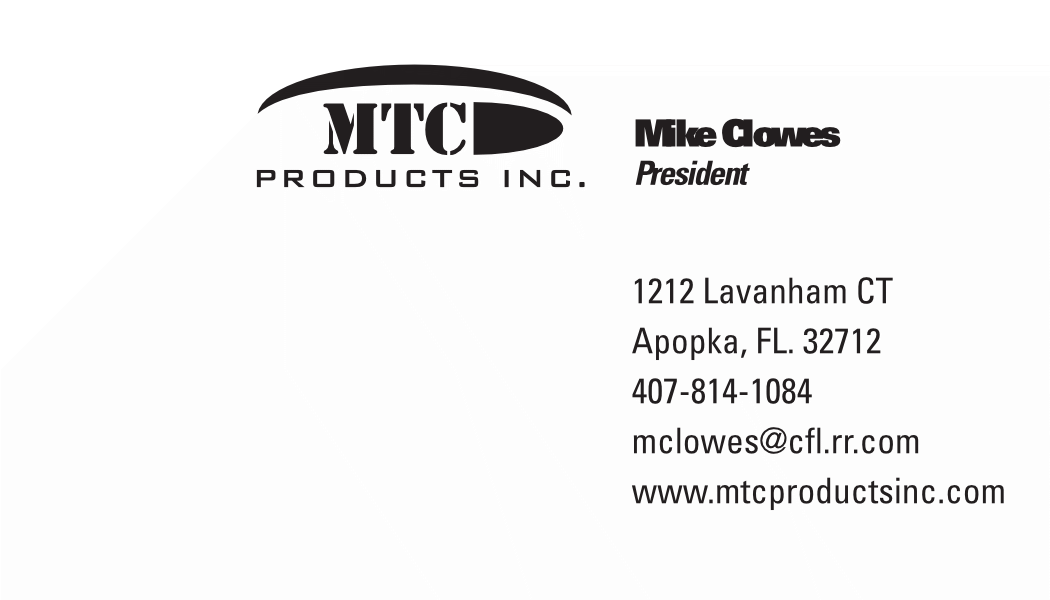 MTC
PRODUCTS INC.
Mike Clowes
President
1212 Lavanham CT
Apopka, FL. 32712
407-814-1084
mclowes@cfl.rr.com
www.mtcproductsinc.com